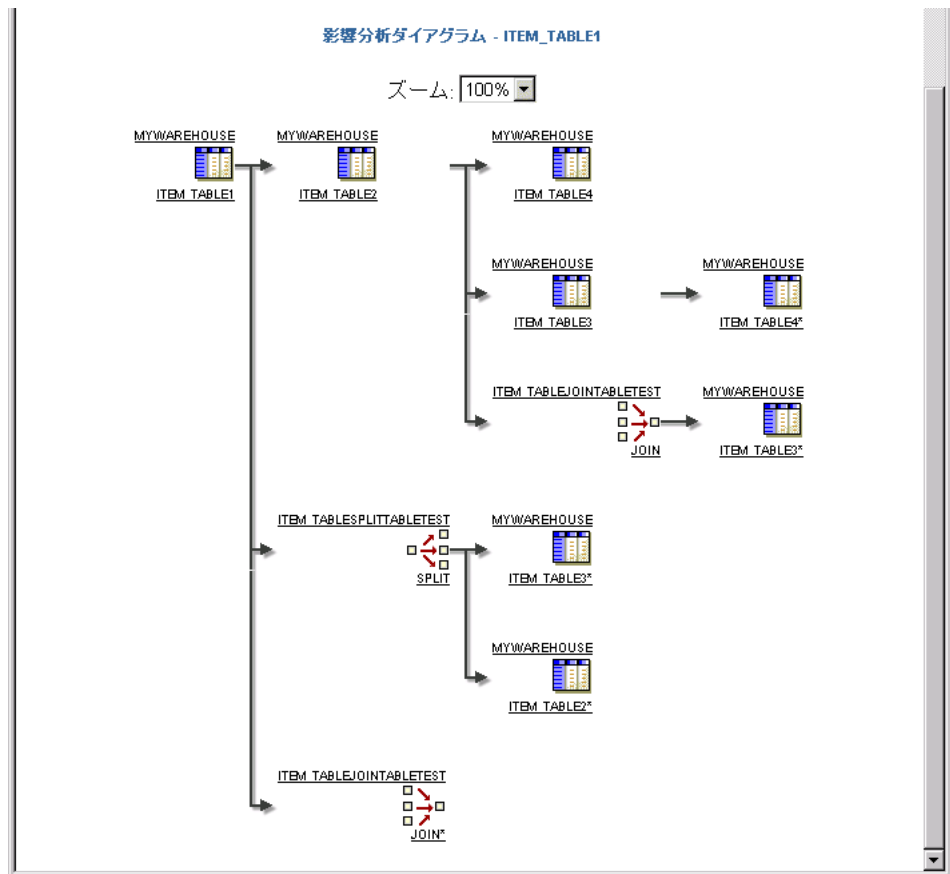 影響分析ダイアグラム - ITEM_TABLE1
ズーム: 100%
MYWAREHOUSE MYWAREHOUSE MYWAREHOUSE
ITEM TABLE1 ITEM TABLE2 ITEM TABLE4
MYWAREHOUSE MYWAREHOUSE
ITEM TABLE3 ITEM TABLE4*
ITEM TABLEJOINTABLETEST MYWAREHOUSE
JOIN ITEM TABLE3*
ITEM TABLESPLITTABLETEST MYWAREHOUSE
SPLIT ITEM TABLE3*
MYWAREHOUSE
ITEM TABLE2*
ITEM TABLEJOINTABLETEST
JOIN*